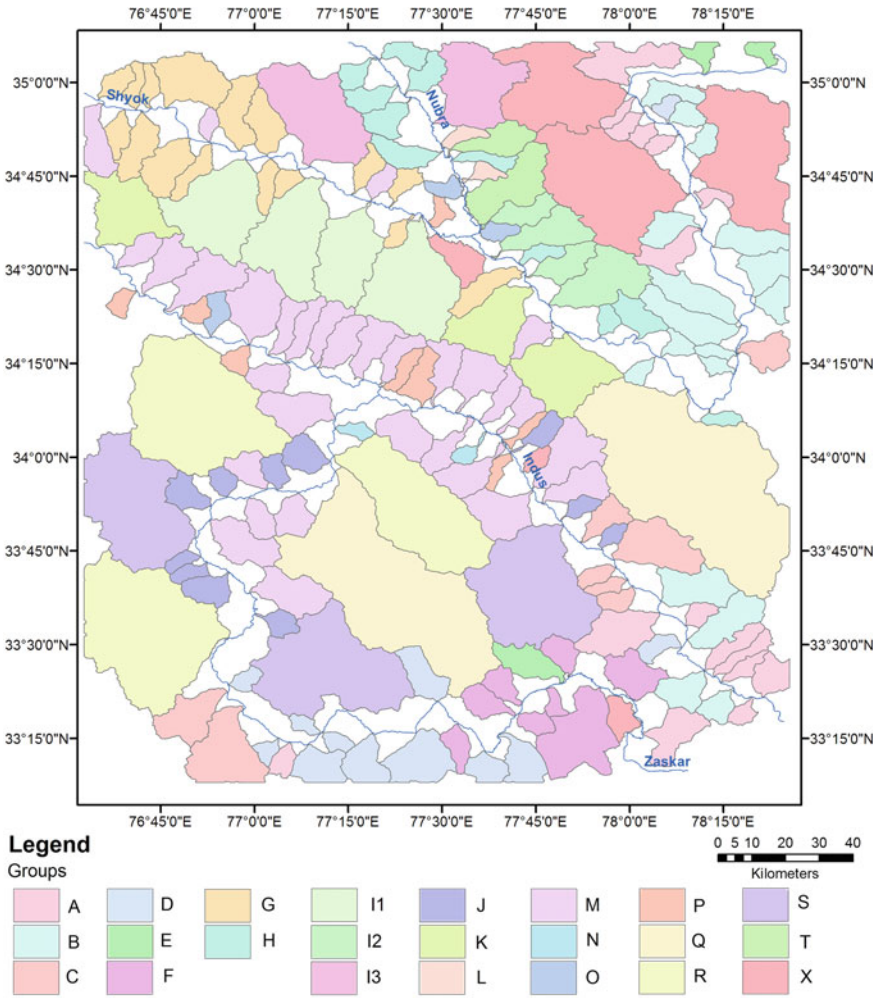 76°45'0"E 77°0'0"E 77°15'0"E 77°30'0"E 77°45'0"E 78°0'0"E 78°15'0"E
35°0'0"N 35°0'0"N
Shyok
Nubra
34°45'0"N 34°45'0"N
34°30'0"N 34°30'0"N
34°15'0"N 34°15'0"N
34°0'0"N 34°0'0"N
Indus
33°45'0"N 33°45'0"N
33°30'0"N 33°30'0"N
33°15'0"N 33°15'0"N
Zaskar
76°45'0"E 77°0'0"E 77°15'0"E 77°30'0"E 77°45'0"E 78°0'0"E 78°15'0"E
Legend
Groups
0 5 10 20 30 40
Kilometers
A D G I1 J M P S
B E H I2 K N Q T
C F I3 L O R X